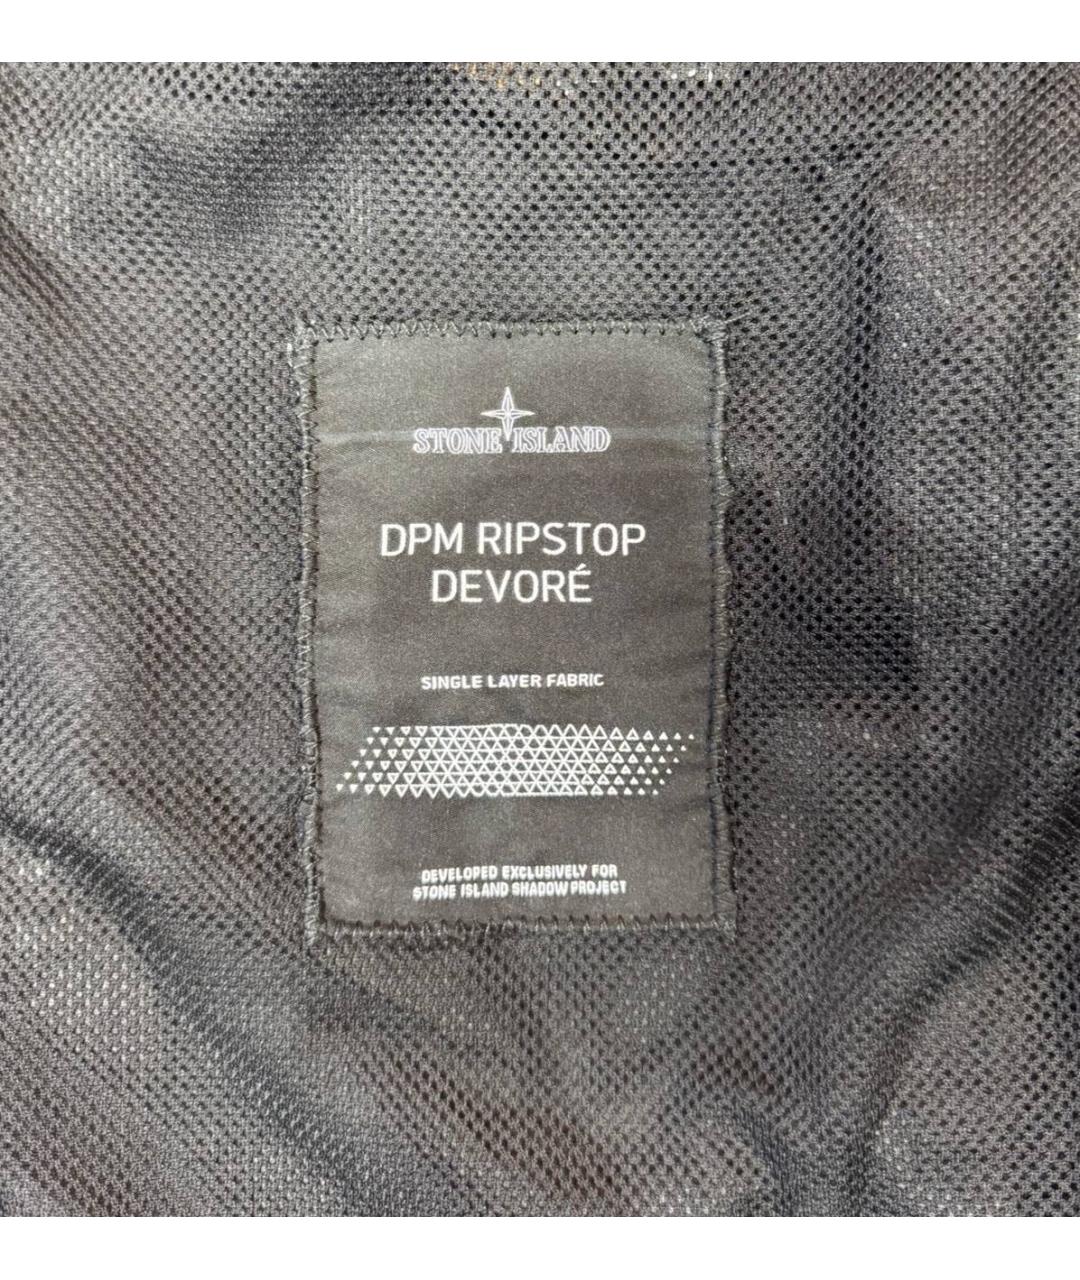 STONE ISLAND
DPM RIPSTOP
DEVORÉ
SINGLE LAYER FABRIC
DEVELOPED EXCLUSIVELY FOR
STONE ISLAND SHADOW PROJECT